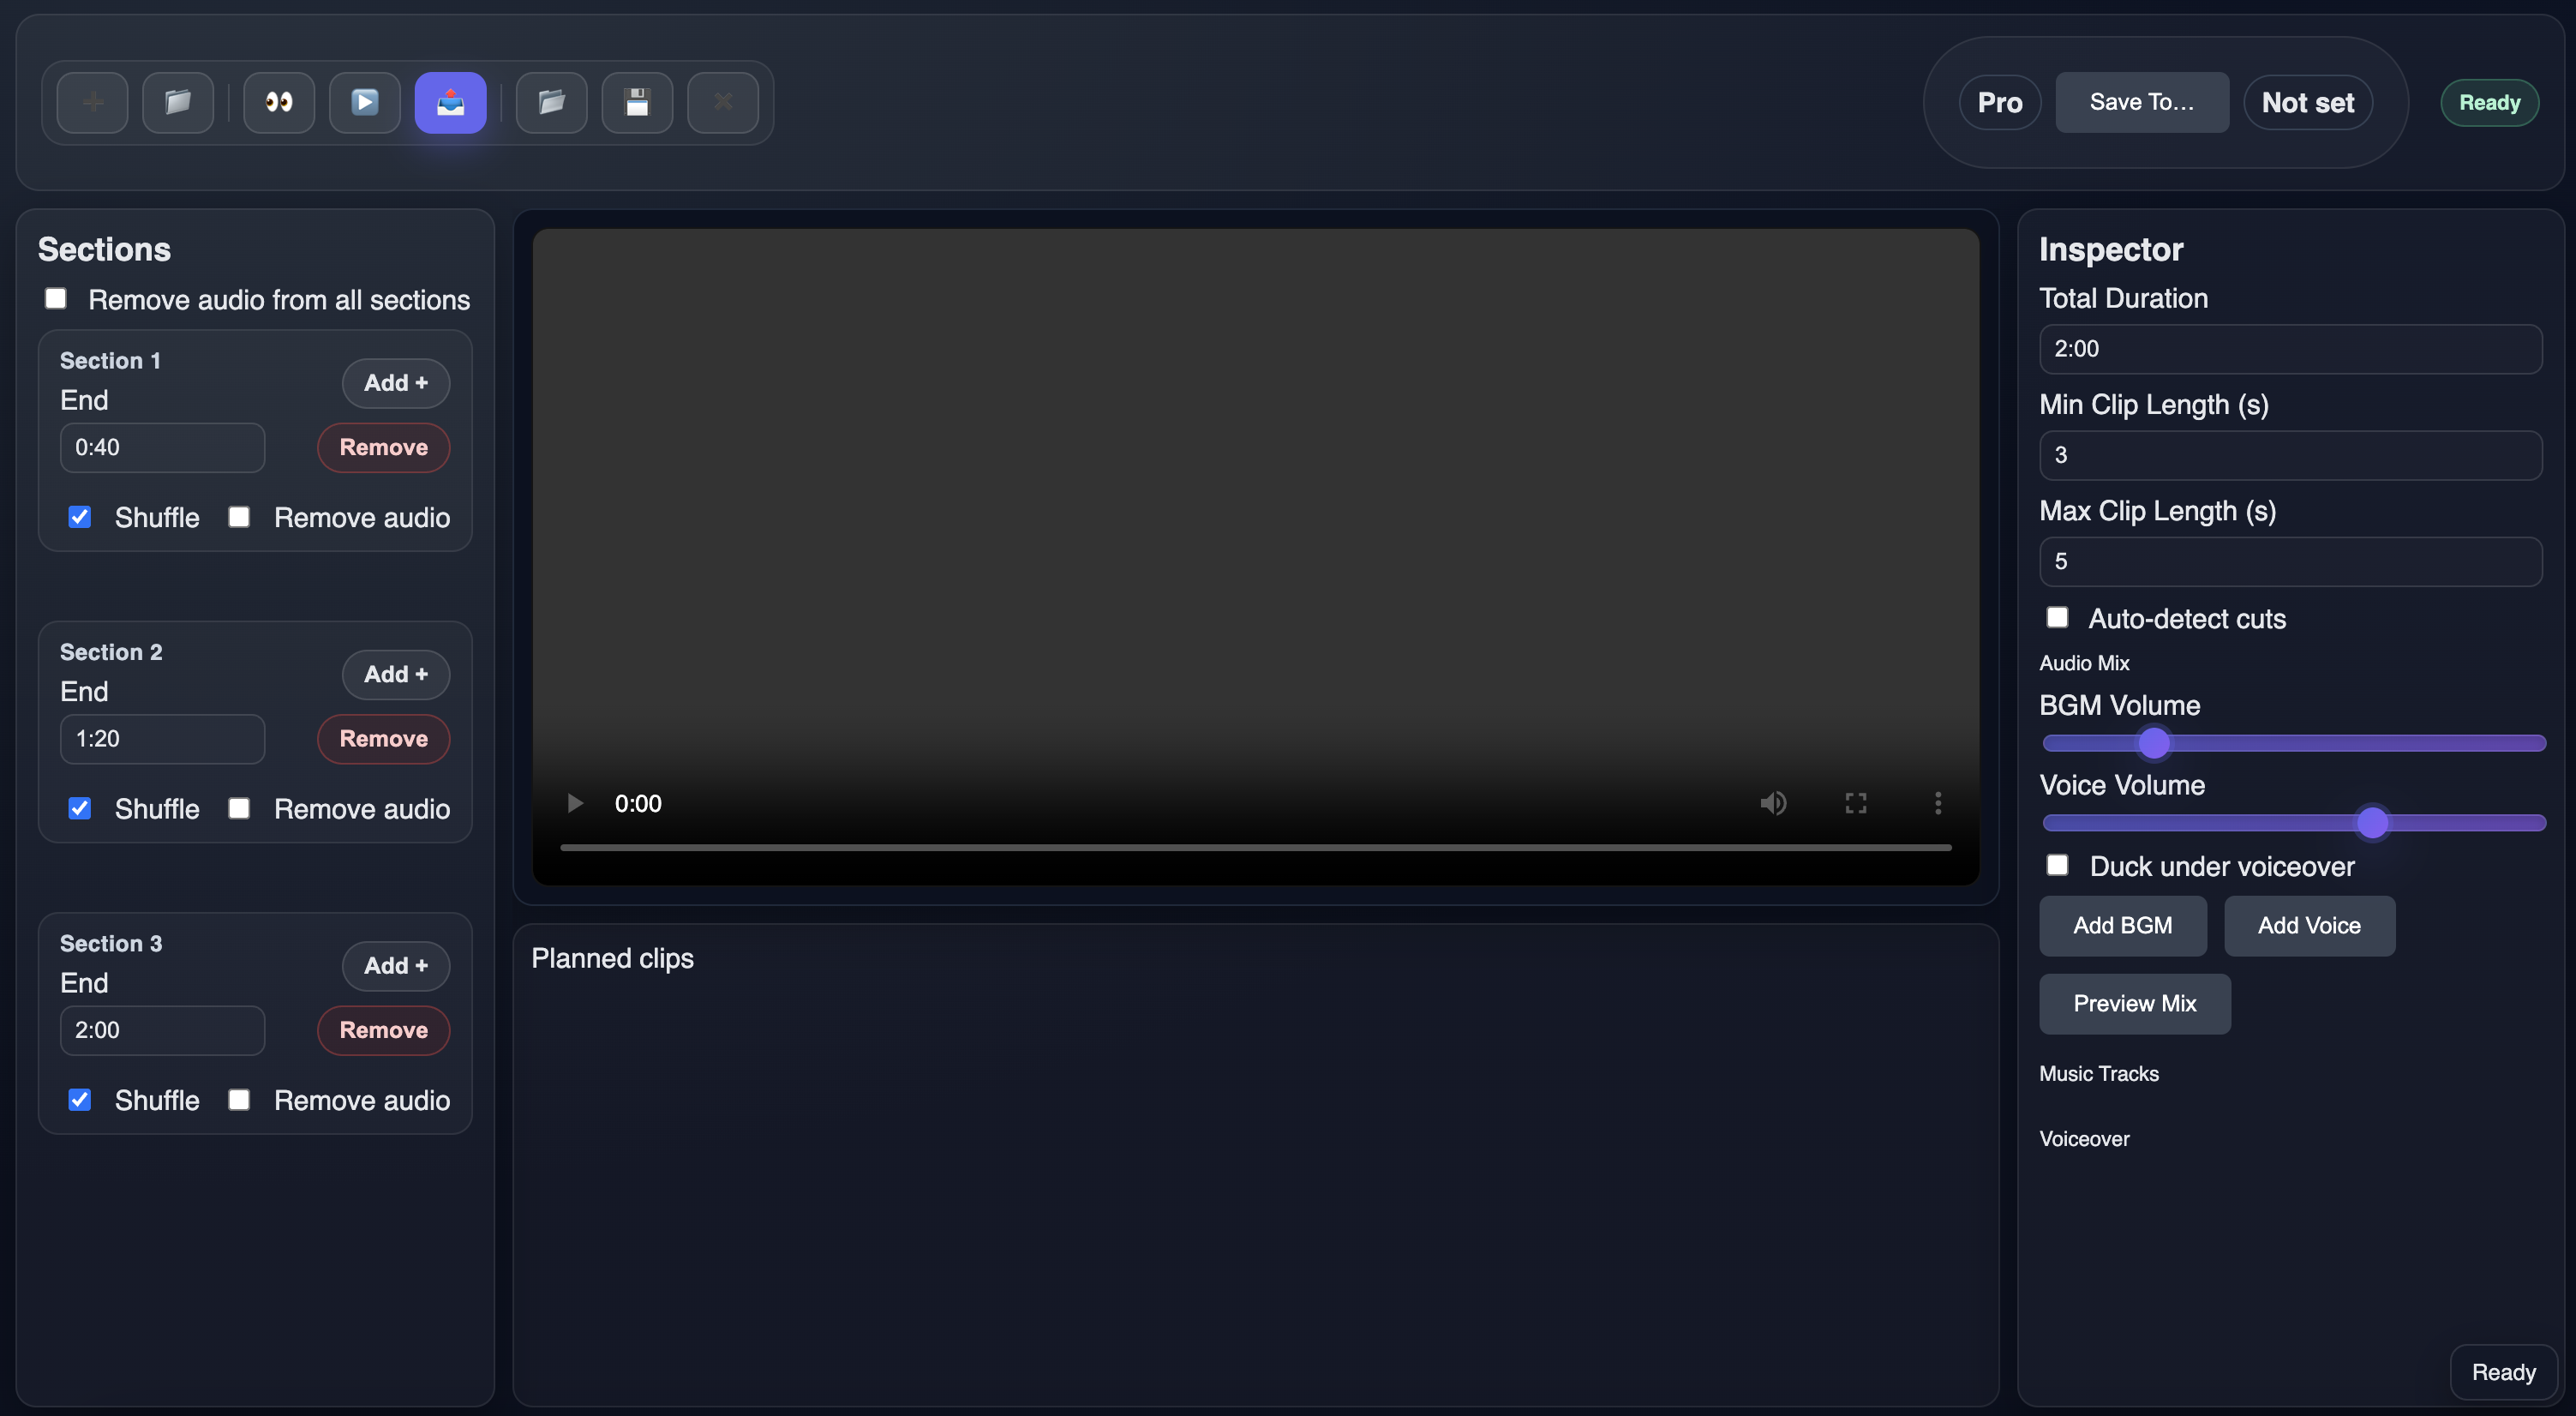 Pro
Save To...
Not set
Ready
Sections
Remove audio from all sections
Section 1
Add +
End
0:40
Remove
Shuffle
Remove audio
Section 2
Add +
End
1:20
Remove
Shuffle
Remove audio
Section 3
Add +
End
2:00
Remove
Shuffle
Remove audio
0:00
Planned clips
Inspector
Total Duration
2:00
Min Clip Length (s)
3
Max Clip Length (s)
5
Auto-detect cuts
Audio Mix
BGM Volume
Voice Volume
Duck under voiceover
Add BGM
Add Voice
Preview Mix
Music Tracks
Voiceover
Ready